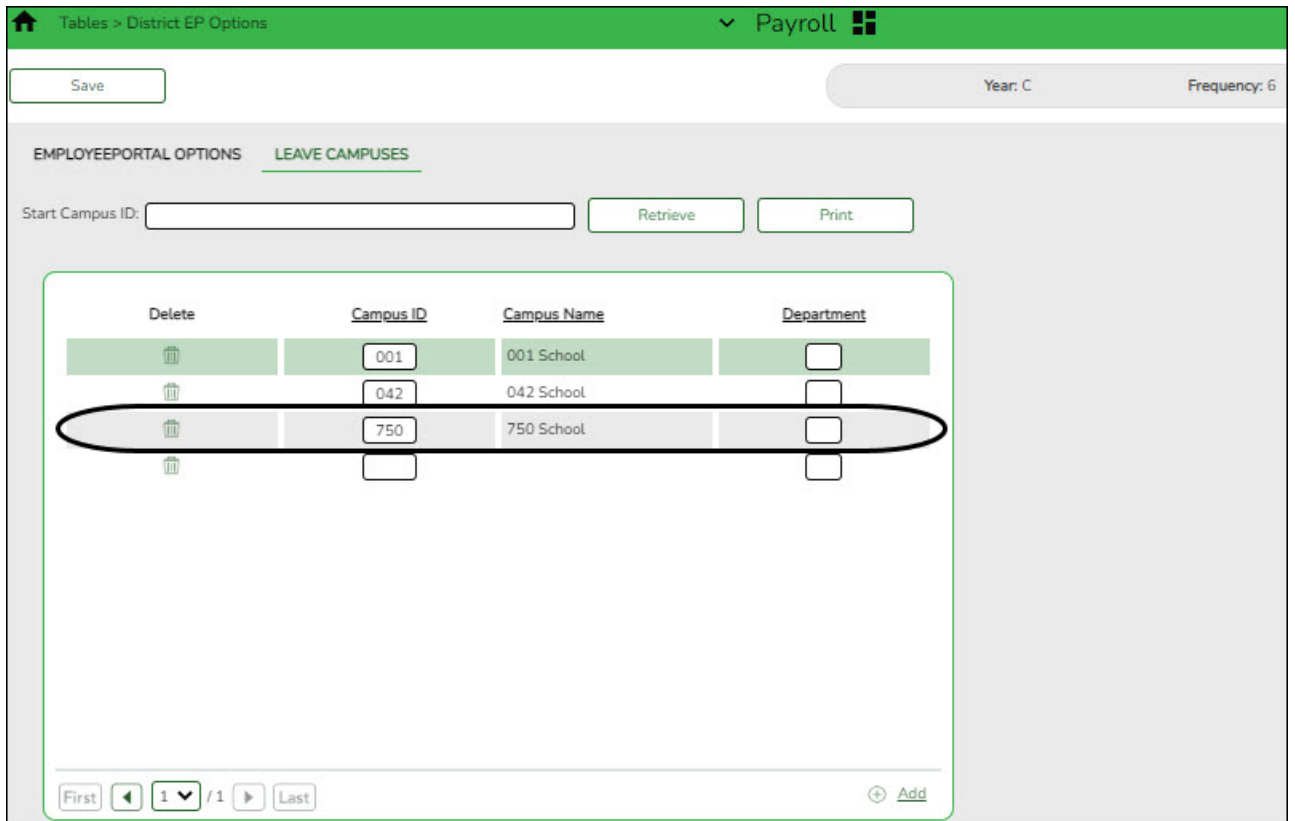 Tables > District EP Options Payroll
Save Year: C Frequency: 6
EMPLOYEEPORTAL OPTIONS LEAVE CAMPUSES
Start Campus ID: Retrieve Print
Delete Campus ID Campus Name Department
001 001 School
042 042 School
750 750 School
First 1 / 1 Last Add